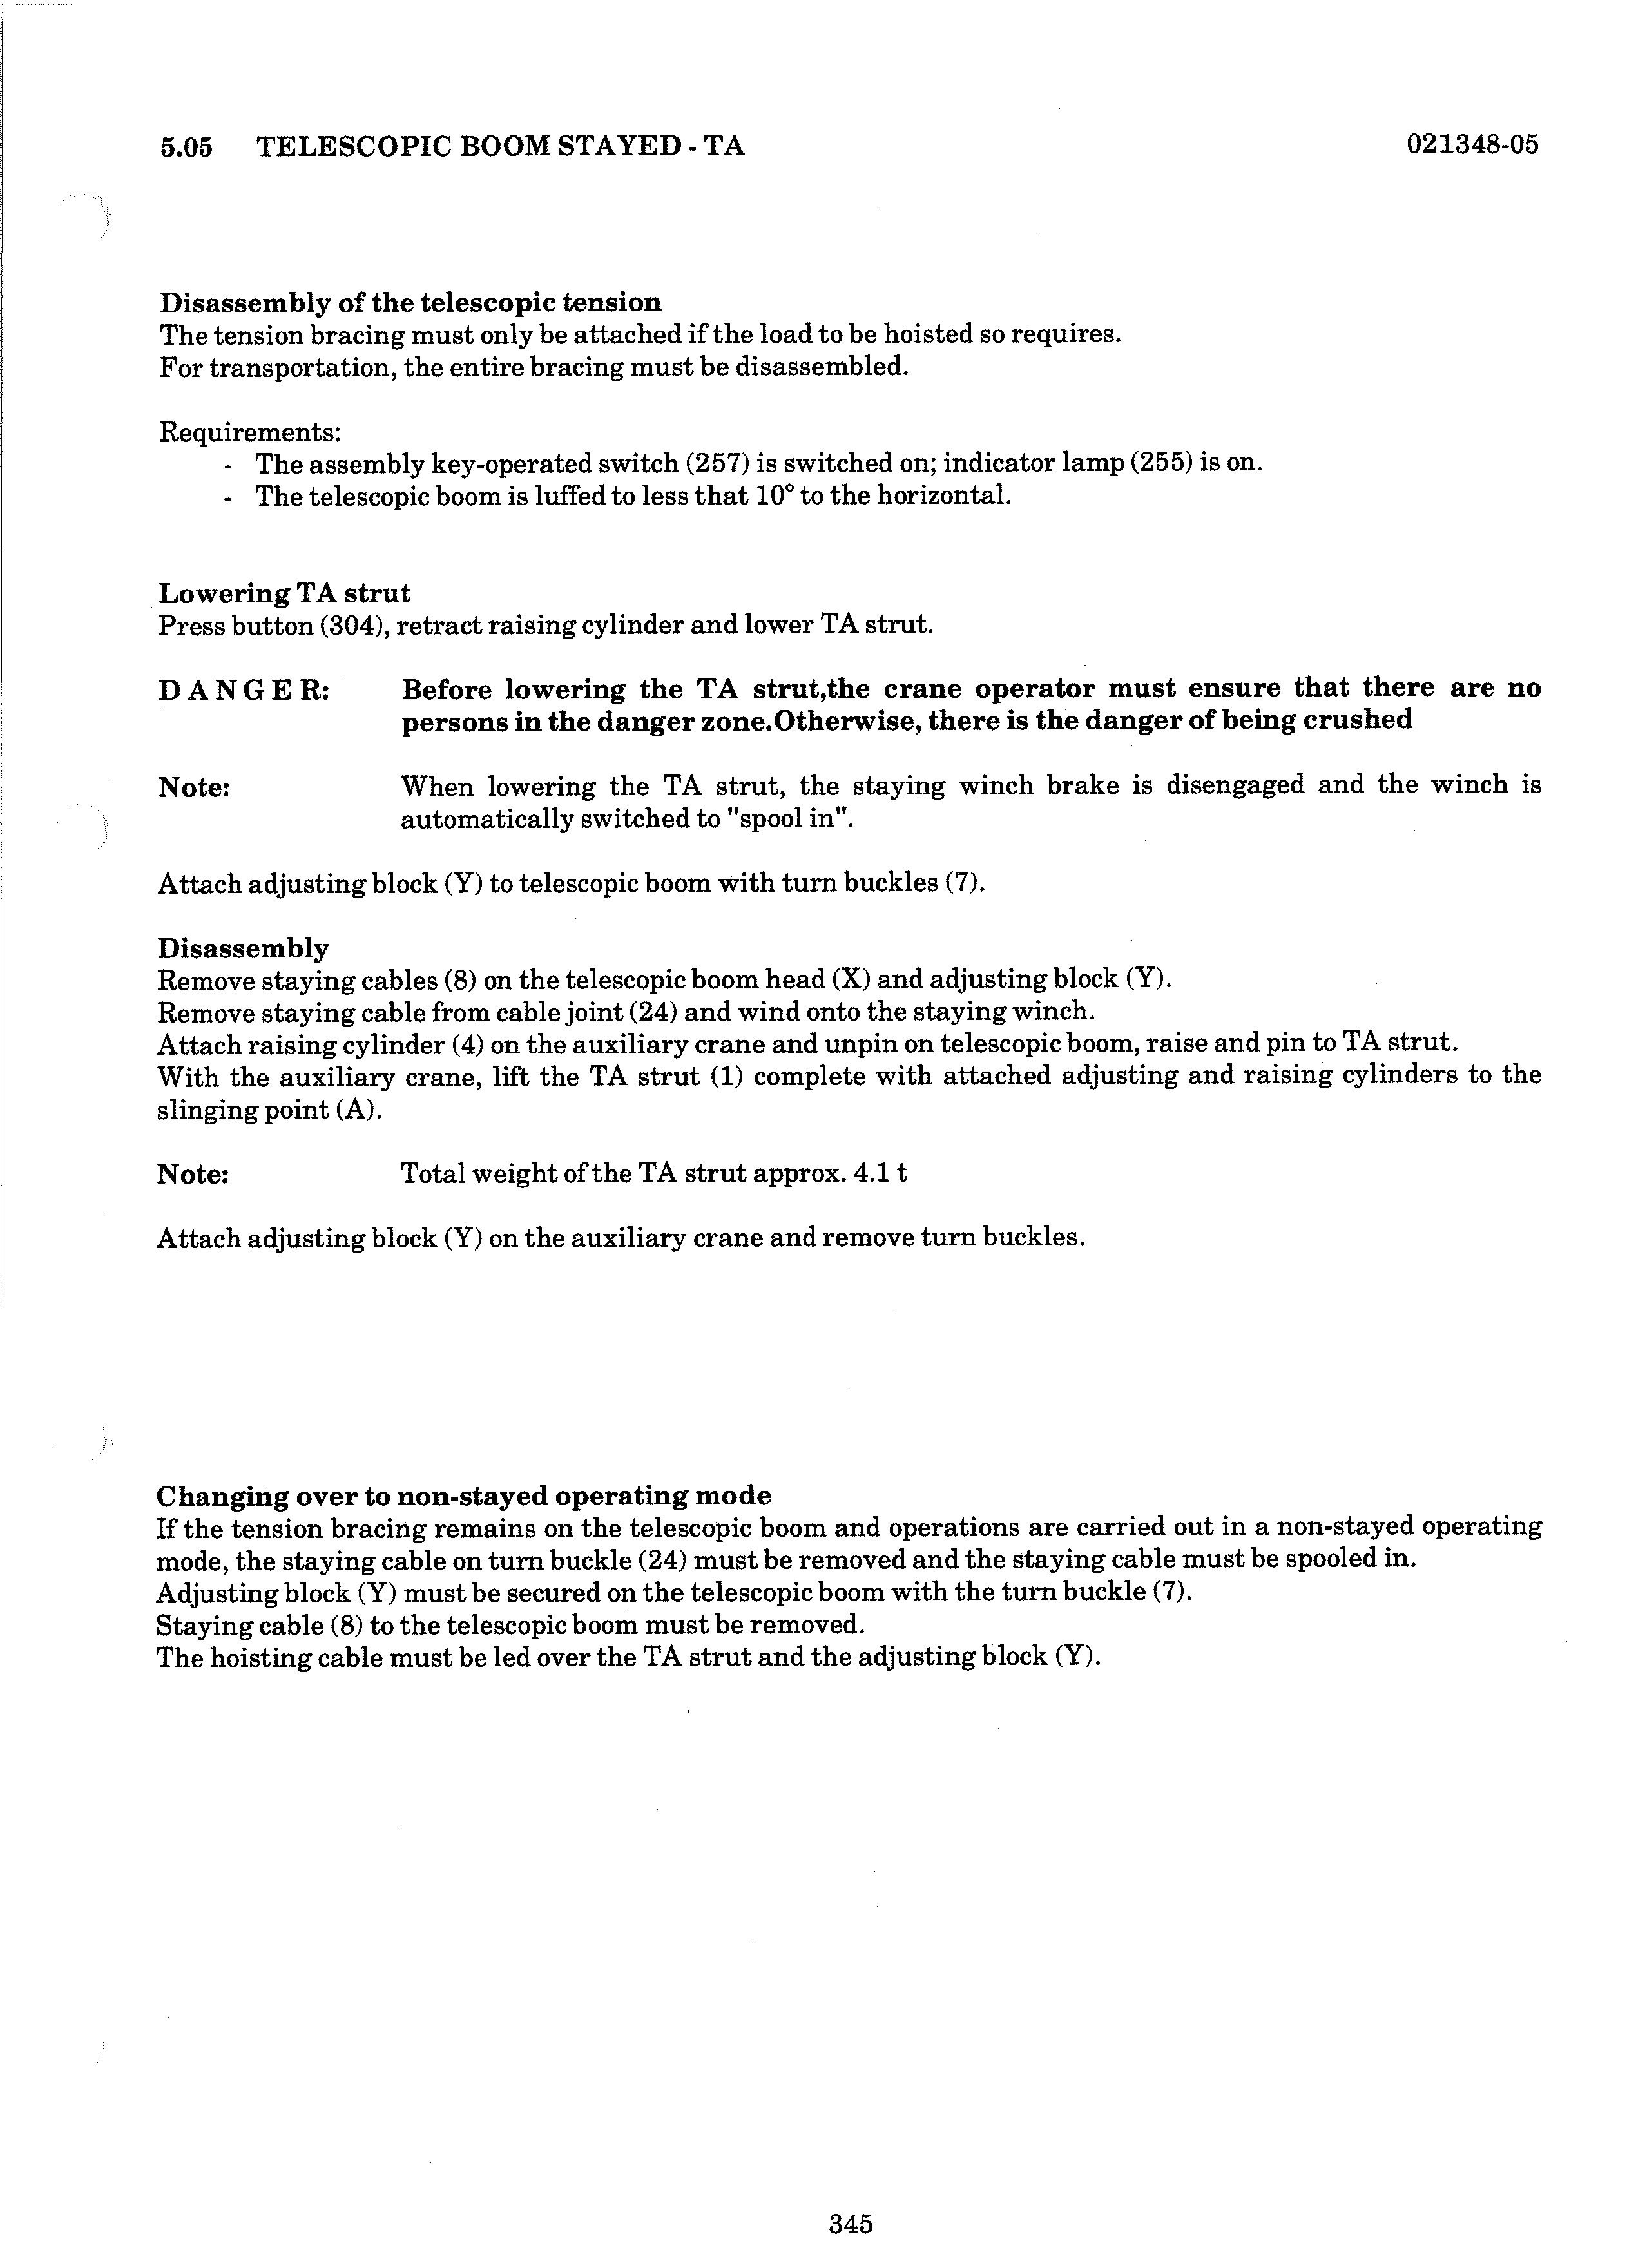 5.05 TELESCOPIC BOOM STAYED - TA 021348-05
Disassembly of the telescopic tension
The tension bracing must only be attached if the load to be hoisted so requires.
For transportation, the entire bracing must be disassembled.
Requirements:
- The assembly key-operated switch (257) is switched on; indicator lamp (255) is on.
- The telescopic boom is luffed to less that 10° to the horizontal.
Lowering TA strut
Press button (304), retract raising cylinder and lower TA strut.
D A N G E R: Before lowering the TA strut,the crane operator must ensure that there are no
persons in the danger zone.Otherwise, there is the danger of being crushed
Note: When lowering the TA strut, the staying winch brake is disengaged and the winch is
automatically switched to "spool in".
Attach adjusting block (Y) to telescopic boom with turn buckles (7).
Disassembly
Remove staying cables (8) on the telescopic boom head (X) and adjusting block (Y).
Remove staying cable from cable joint (24) and wind onto the staying winch.
Attach raising cylinder (4) on the auxiliary crane and unpin on telescopic boom, raise and pin to TA strut.
With the auxiliary crane, lift the TA strut (1) complete with attached adjusting and raising cylinders to the
slinging point (A).
Note: Total weight of the TA strut approx. 4.1 t
Attach adjusting block (Y) on the auxiliary crane and remove turn buckles.
Changing over to non-stayed operating mode
If the tension bracing remains on the telescopic boom and operations are carried out in a non-stayed operating
mode, the staying cable on turn buckle (24) must be removed and the staying cable must be spooled in.
Adjusting block (Y) must be secured on the telescopic boom with the turn buckle (7).
Staying cable (8) to the telescopic boom must be removed.
The hoisting cable must be led over the TA strut and the adjusting block (Y).
345